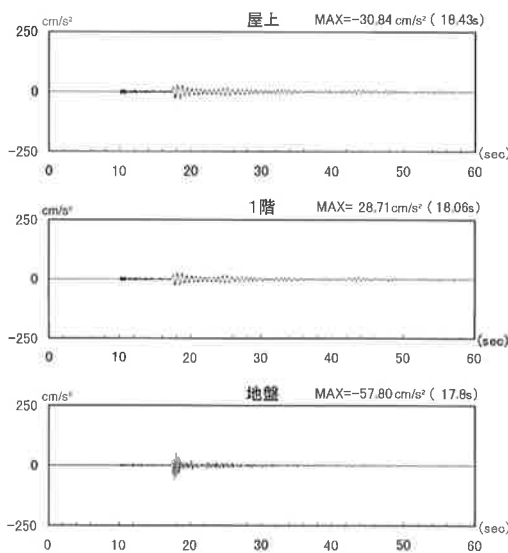 cm/s² 屋上 MAX=-30.84 cm/s² ( 18.43s)
250
0
-250
0 10 20 30 40 50 60 (sec)
cm/s² 1階 MAX= 28.71 cm/s² ( 18.06s)
250
0
-250
0 10 20 30 40 50 60 (sec)
cm/s² 地盤 MAX=-57.80 cm/s² ( 17.8s)
250
0
-250
0 10 20 30 40 50 60 (sec)